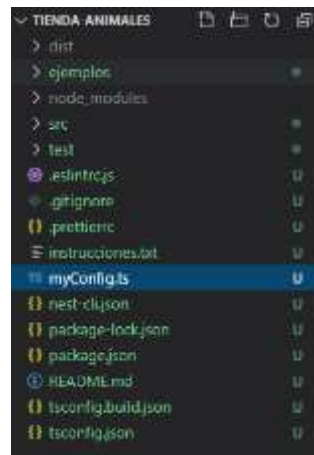 TIENDA ANIMALES
dist
ejemplos
node_modules
src
test
.eslintrc.js
.gitignore
.prettierrc
instrucciones.txt
TS myConfig.ts
nest-cli.json
package-lock.json
package.json
README.md
tsconfig.build.json
tsconfig.json
U
U
U
U
U
U
U
U
U
U
U